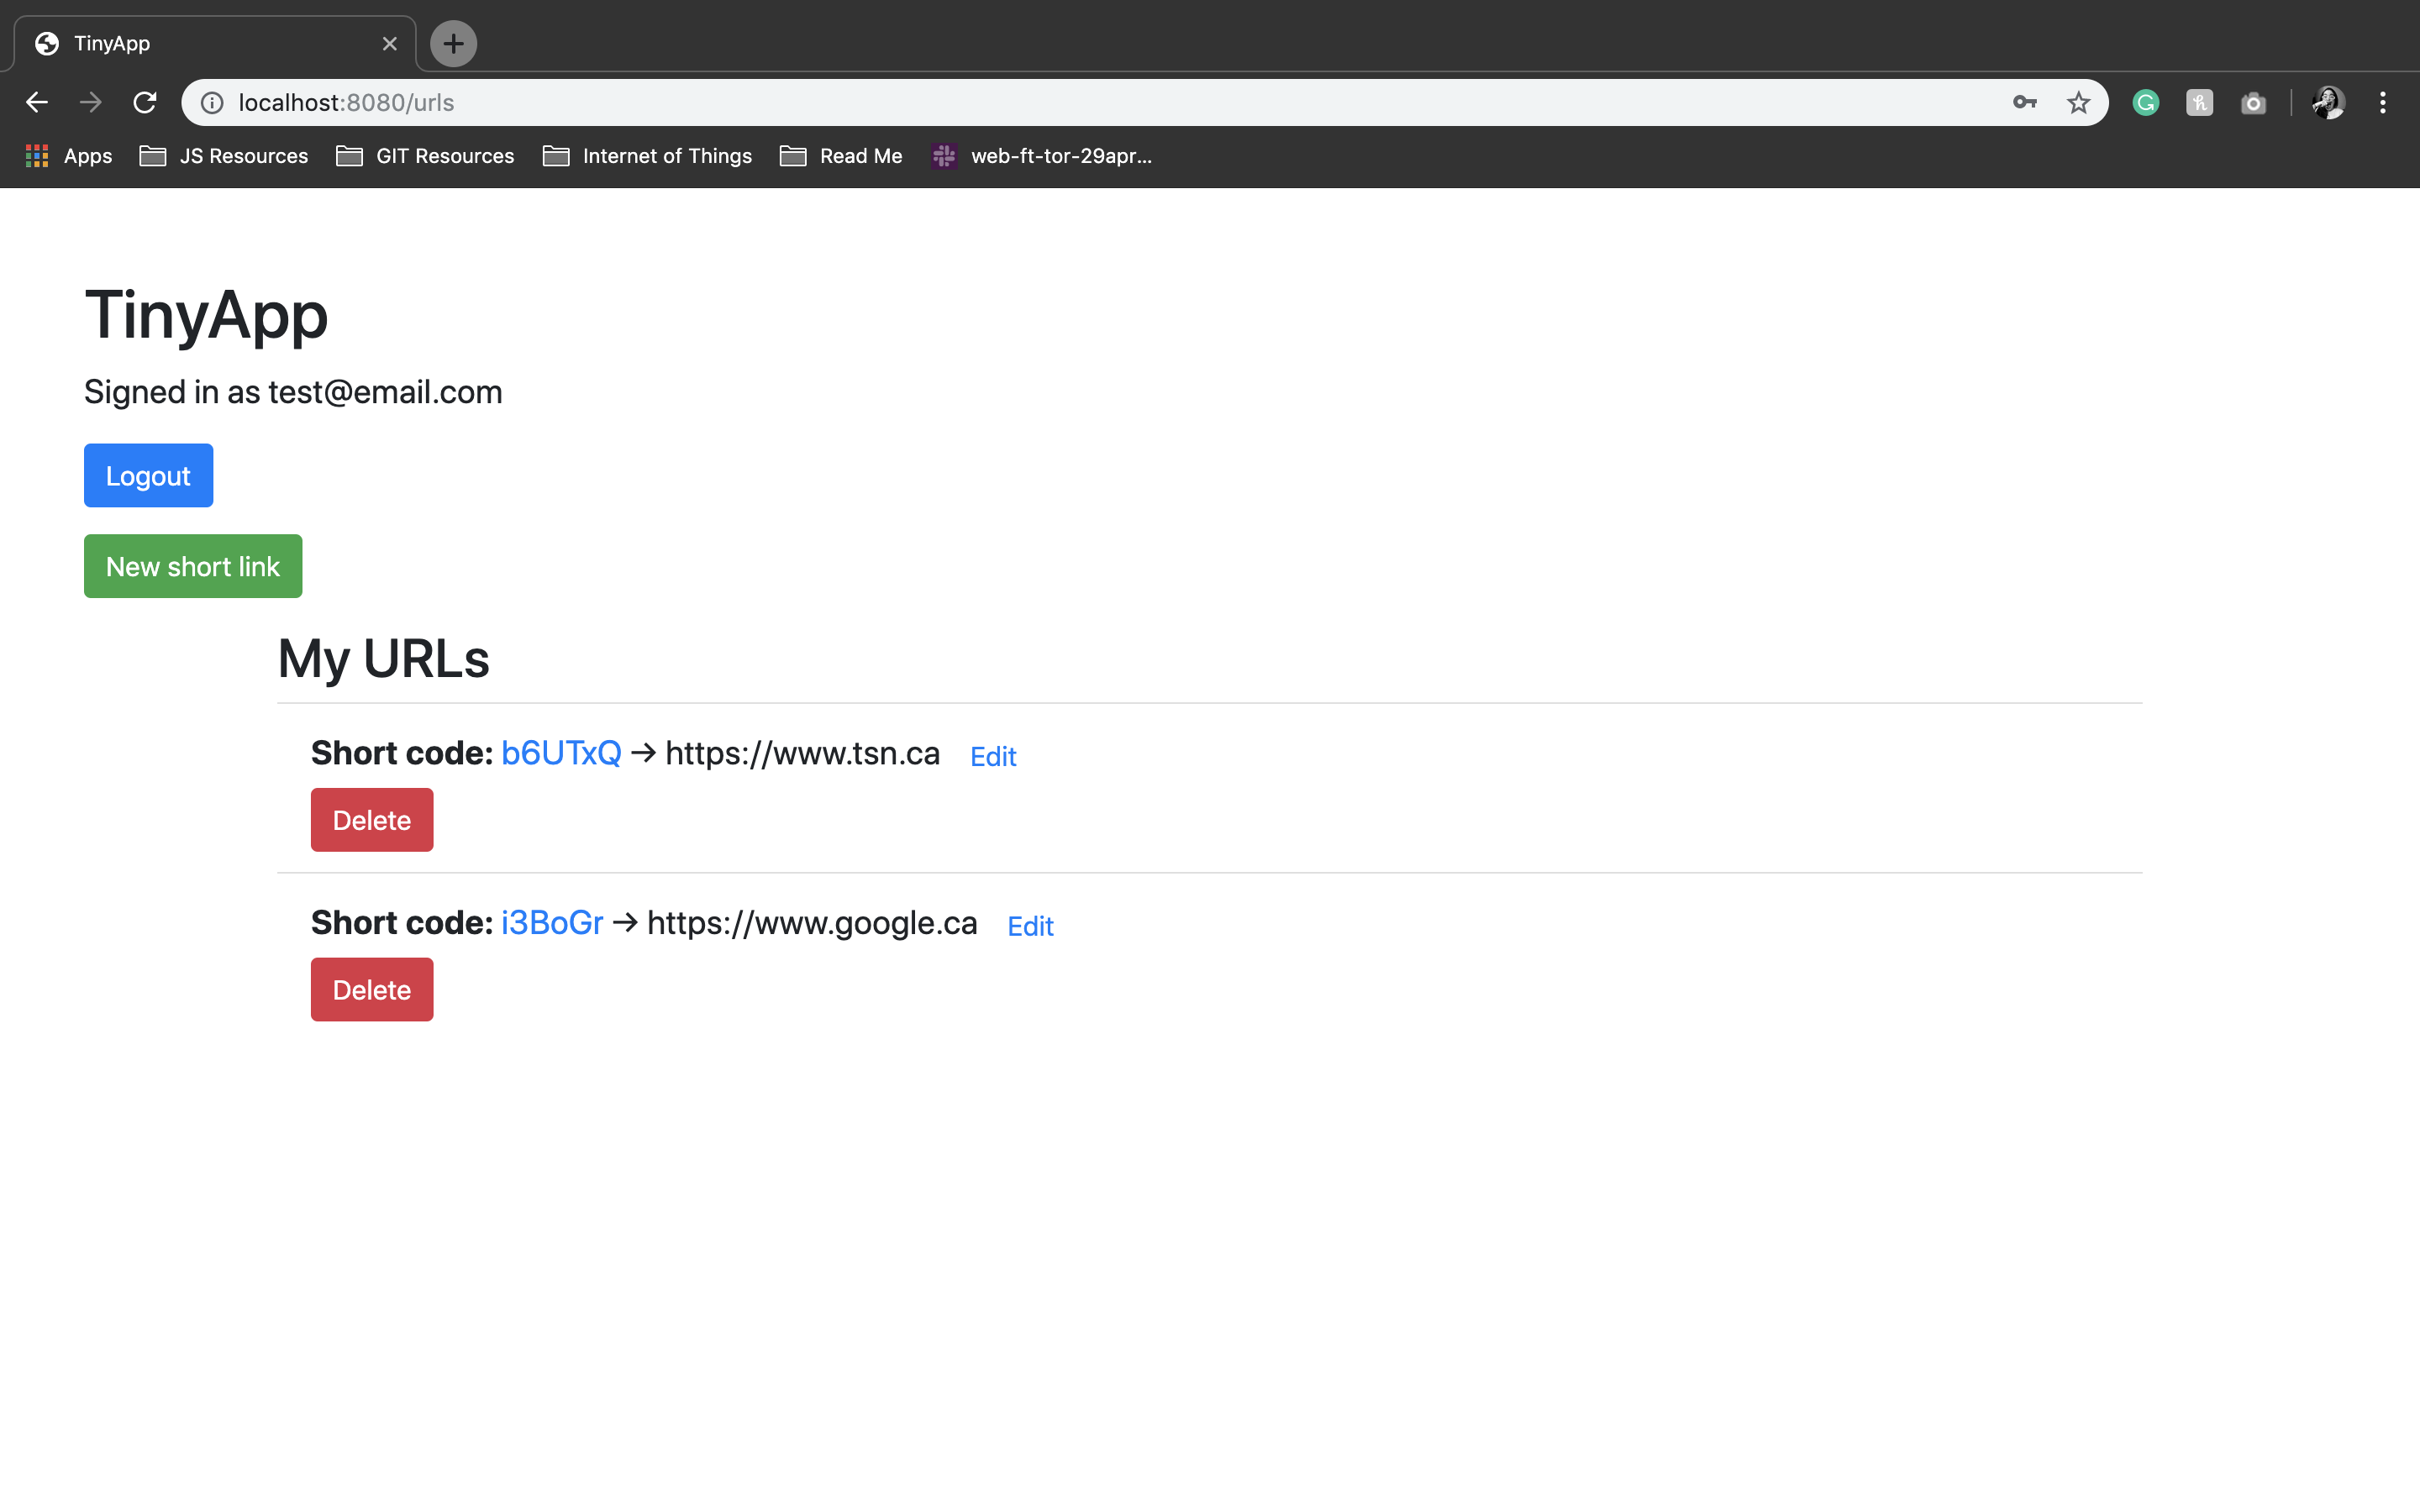 TinyApp
localhost:8080/urls
Apps JS Resources GIT Resources Internet of Things Read Me web-ft-tor-29apr...
TinyApp
Signed in as test@email.com
Logout
New short link
My URLs
Short code: b6UTxQ → https://www.tsn.ca Edit
Delete
Short code: i3BoGr → https://www.google.ca Edit
Delete